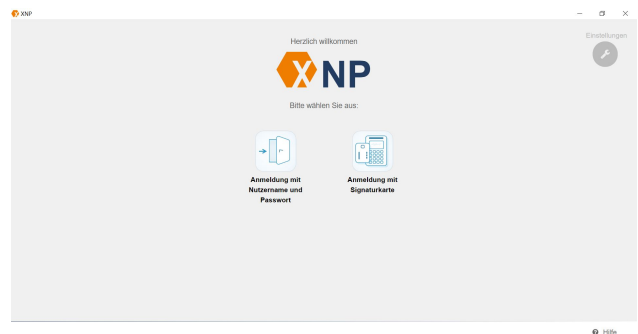 XNP
Einstellungen
Herzlich willkommen
XNP
Bitte wählen Sie aus:
Anmeldung mit
Nutzername und
Passwort
Anmeldung mit
Signaturkarte
Hilfe